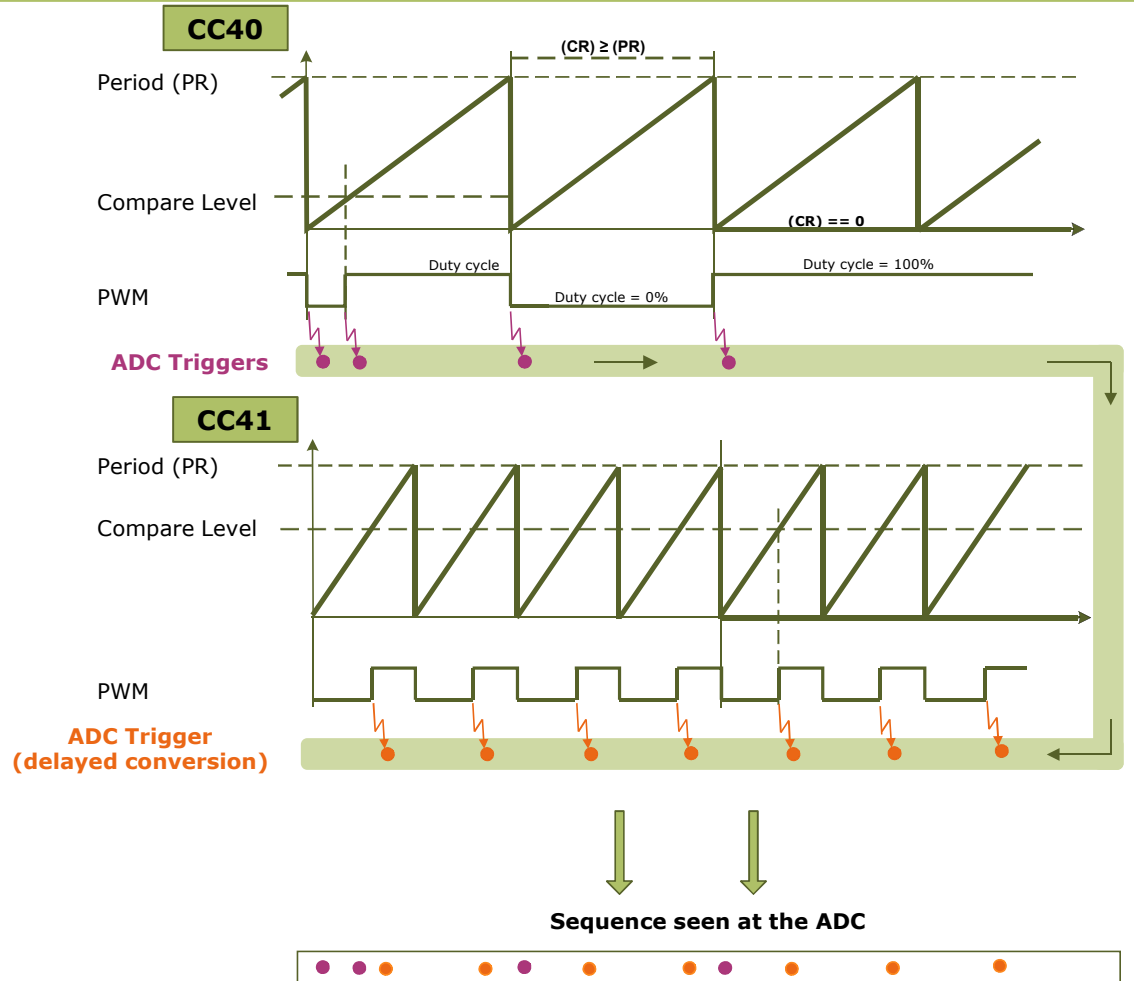 CC40
(CR) ≥ (PR)
Period (PR)
Compare Level
(CR) == 0
Duty cycle
Duty cycle = 100%
PWM
Duty cycle = 0%
ADC Triggers
CC41
Period (PR)
Compare Level
PWM
ADC Trigger
(delayed conversion)
Sequence seen at the ADC